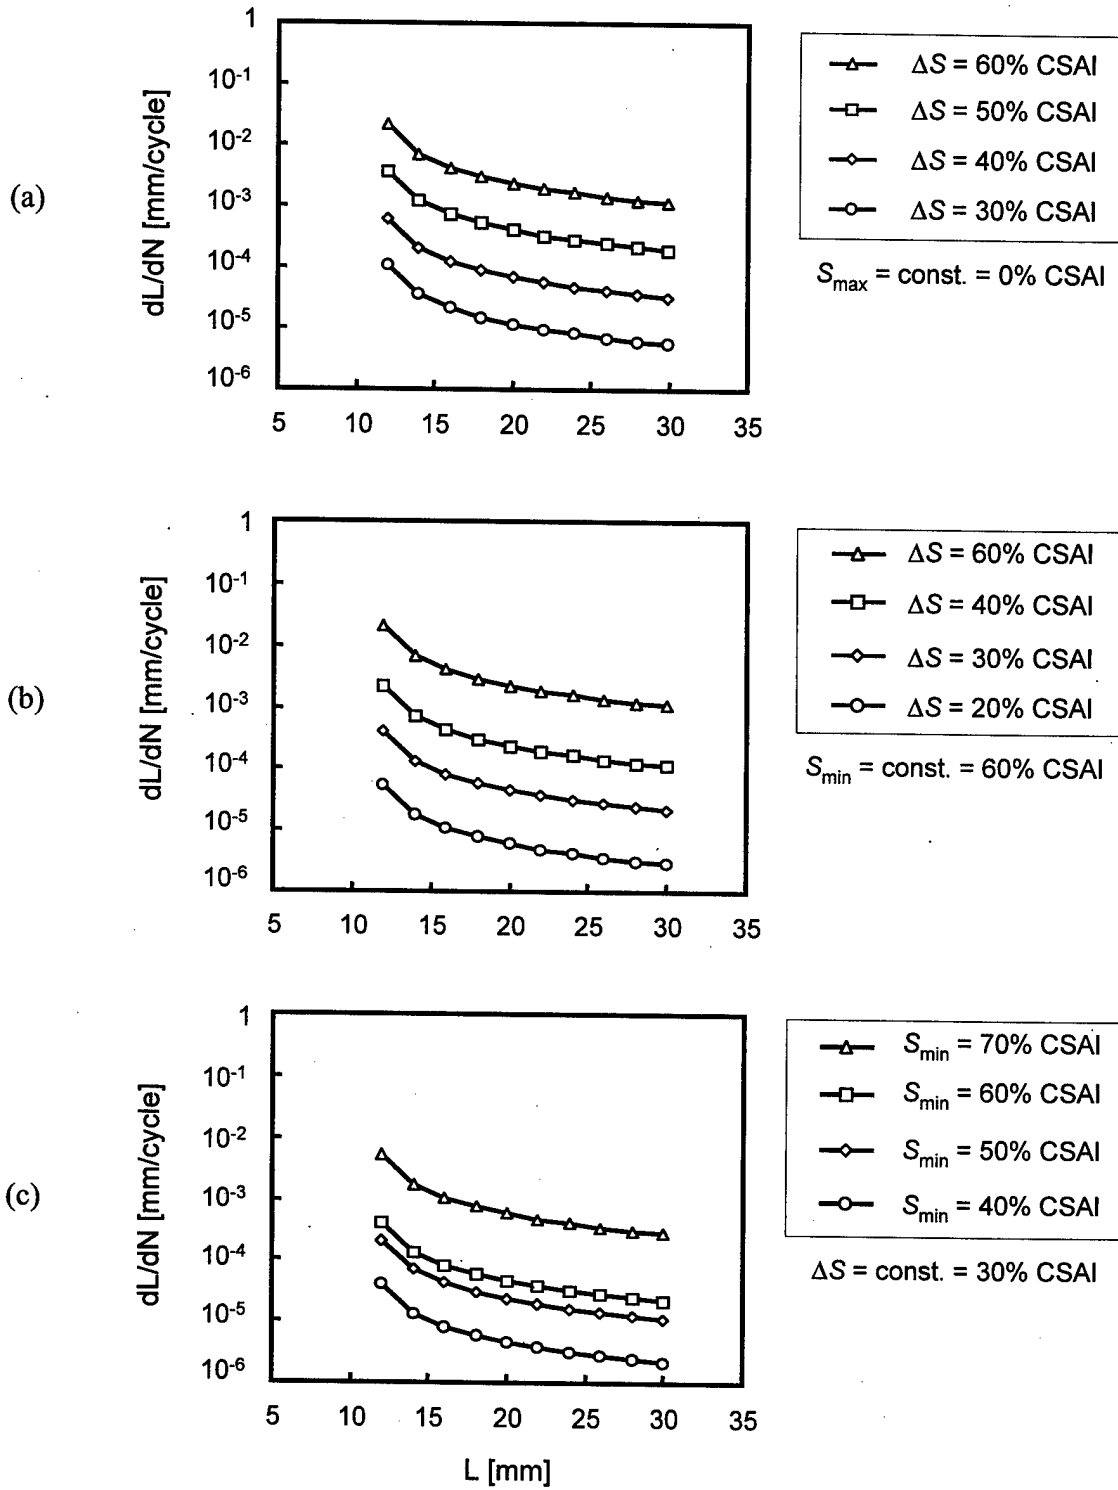 (a)
dL/dN [mm/cycle]
1
10-1
10-2
10-3
10-4
10-5
10-6
5 10 15 20 25 30 35
ΔS = 60% CSAI
ΔS = 50% CSAI
ΔS = 40% CSAI
ΔS = 30% CSAI
Smax = const. = 0% CSAI
(b)
dL/dN [mm/cycle]
1
10-1
10-2
10-3
10-4
10-5
10-6
5 10 15 20 25 30 35
ΔS = 60% CSAI
ΔS = 40% CSAI
ΔS = 30% CSAI
ΔS = 20% CSAI
Smin = const. = 60% CSAI
(c)
dL/dN [mm/cycle]
1
10-1
10-2
10-3
10-4
10-5
10-6
5 10 15 20 25 30 35
L [mm]
Smin = 70% CSAI
Smin = 60% CSAI
Smin = 50% CSAI
Smin = 40% CSAI
ΔS = const. = 30% CSAI